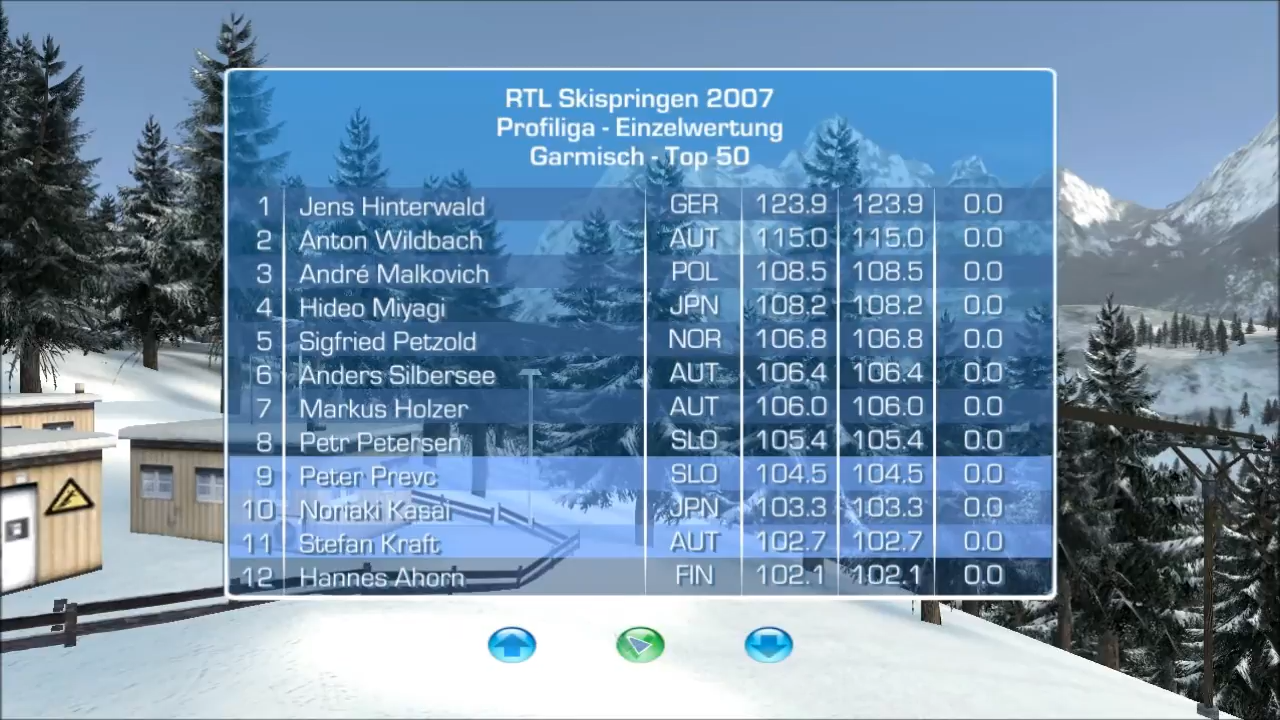 RTL Skispringen 2007
Profiliga - Einzelwertung
Garmisch - Top 50
1 Jens Hinterwald GER 123.9 123.9 0.0
2 Anton Wildbach AUT 115.0 115.0 0.0
3 André Malkovich POL 108.5 108.5 0.0
4 Hideo Miyagi JPN 108.2 108.2 0.0
5 Sigfried Petzold NOR 106.8 106.8 0.0
6 Anders Silbersee AUT 106.4 106.4 0.0
7 Markus Holzer AUT 106.0 106.0 0.0
8 Petr Petersen SLO 105.4 105.4 0.0
9 Peter Prevc SLO 104.5 104.5 0.0
10 Noriaki Kasai JPN 103.3 103.3 0.0
11 Stefan Kraft AUT 102.7 102.7 0.0
12 Hannes Ahorn FIN 102.1 102.1 0.0